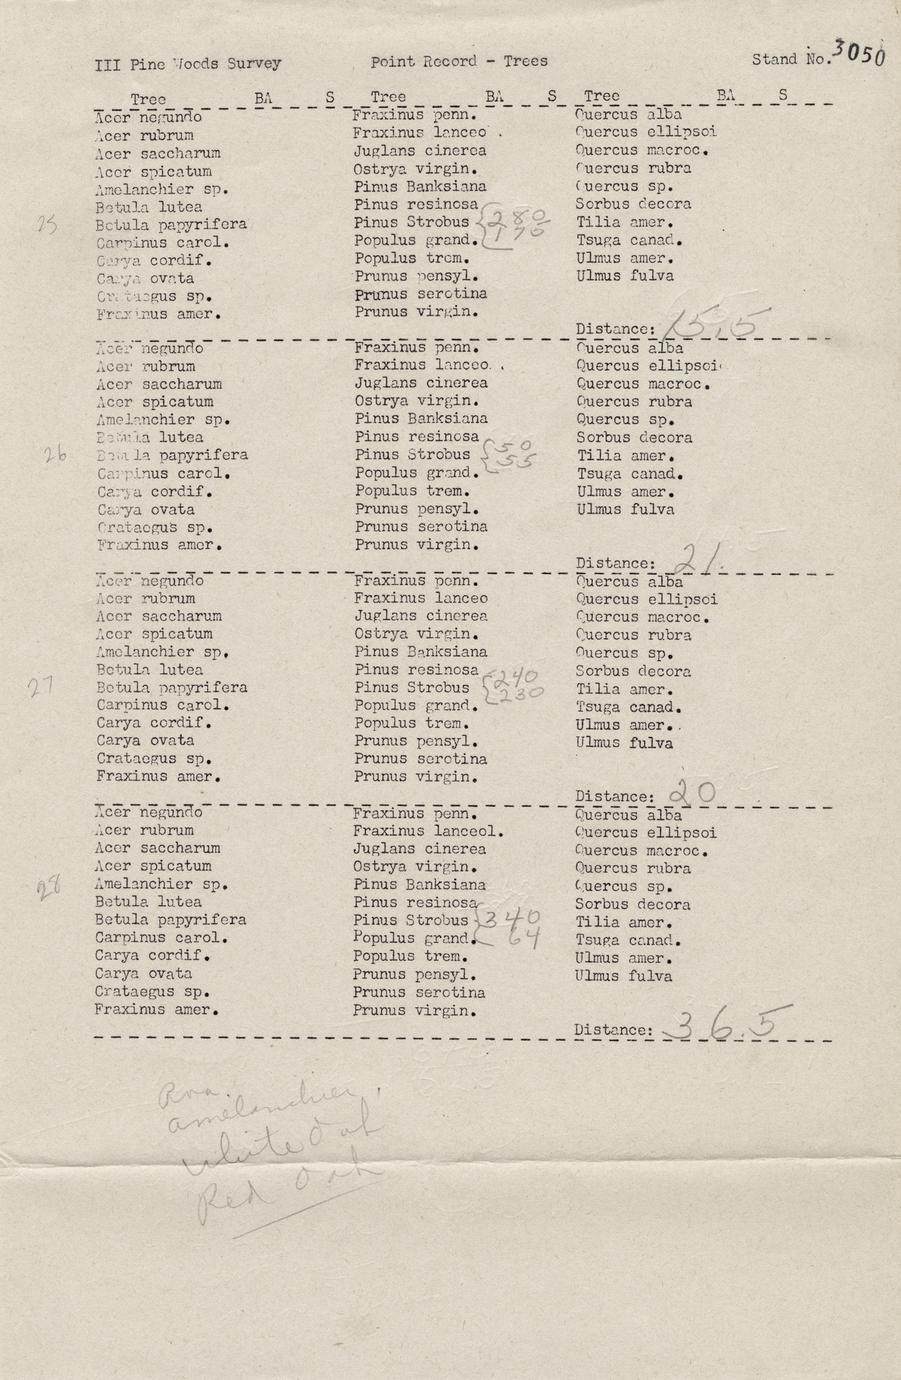 III Pine Woods Survey Point Record - Trees Stand No. 3050
Tree BA S Tree BA S Tree BA S
Acer negundo Fraxinus penn. Quercus alba
Acer rubrum Fraxinus lanceo . Quercus ellipsoi
Acer saccharum Juglans cinerea Quercus macroc.
Acer spicatum Ostrya virgin. Quercus rubra
Amelanchier sp. Pinus Banksiana Quercus sp.
Betula lutea Pinus resinosa Sorbus decora
25 Betula papyrifera Pinus Strobus 280 Tilia amer.
Carpinus carol. Populus grand. 170 Tsuga canad.
Carya cordif. Populus trem. Ulmus amer.
Carya ovata Prunus pensyl. Ulmus fulva
Crataegus sp. Prunus serotina
Fraxinus amer. Prunus virgin.
Distance: 15.5
Acer negundo Fraxinus penn. Quercus alba
Acer rubrum Fraxinus lanceo. . Quercus ellipsoi
Acer saccharum Juglans cinerea Quercus macroc.
Acer spicatum Ostrya virgin. Quercus rubra
Amelanchier sp. Pinus Banksiana Quercus sp.
Betula lutea Pinus resinosa Sorbus decora
26 Betula papyrifera Pinus Strobus 50 Tilia amer.
Carpinus carol. Populus grand. 55 Tsuga canad.
Carya cordif. Populus trem. Ulmus amer.
Carya ovata Prunus pensyl. Ulmus fulva
Crataegus sp. Prunus serotina
Fraxinus amer. Prunus virgin.
Distance: 21.
Acer negundo Fraxinus penn. Quercus alba
Acer rubrum Fraxinus lanceo Quercus ellipsoi
Acer saccharum Juglans cinerea Quercus macroc.
Acer spicatum Ostrya virgin. Quercus rubra
Amelanchier sp. Pinus Banksiana Quercus sp.
Betula lutea Pinus resinosa Sorbus decora
27 Betula papyrifera Pinus Strobus 240 Tilia amer.
Carpinus carol. Populus grand. 230 Tsuga canad.
Carya cordif. Populus trem. Ulmus amer..
Carya ovata Prunus pensyl. Ulmus fulva
Crataegus sp. Prunus serotina
Fraxinus amer. Prunus virgin.
Distance: 20
Acer negundo Fraxinus penn. Quercus alba
Acer rubrum Fraxinus lanceol. Quercus ellipsoi
Acer saccharum Juglans cinerea Quercus macroc.
Acer spicatum Ostrya virgin. Quercus rubra
28 Amelanchier sp. Pinus Banksiana Quercus sp.
Betula lutea Pinus resinosa Sorbus decora
Betula papyrifera Pinus Strobus 340 Tilia amer.
Carpinus carol. Populus grand. 64 Tsuga canad.
Carya cordif. Populus trem. Ulmus amer.
Carya ovata Prunus pensyl. Ulmus fulva
Crataegus sp. Prunus serotina
Fraxinus amer. Prunus virgin.
Distance: 36.5
amelanchier
white Oak
Red Oak